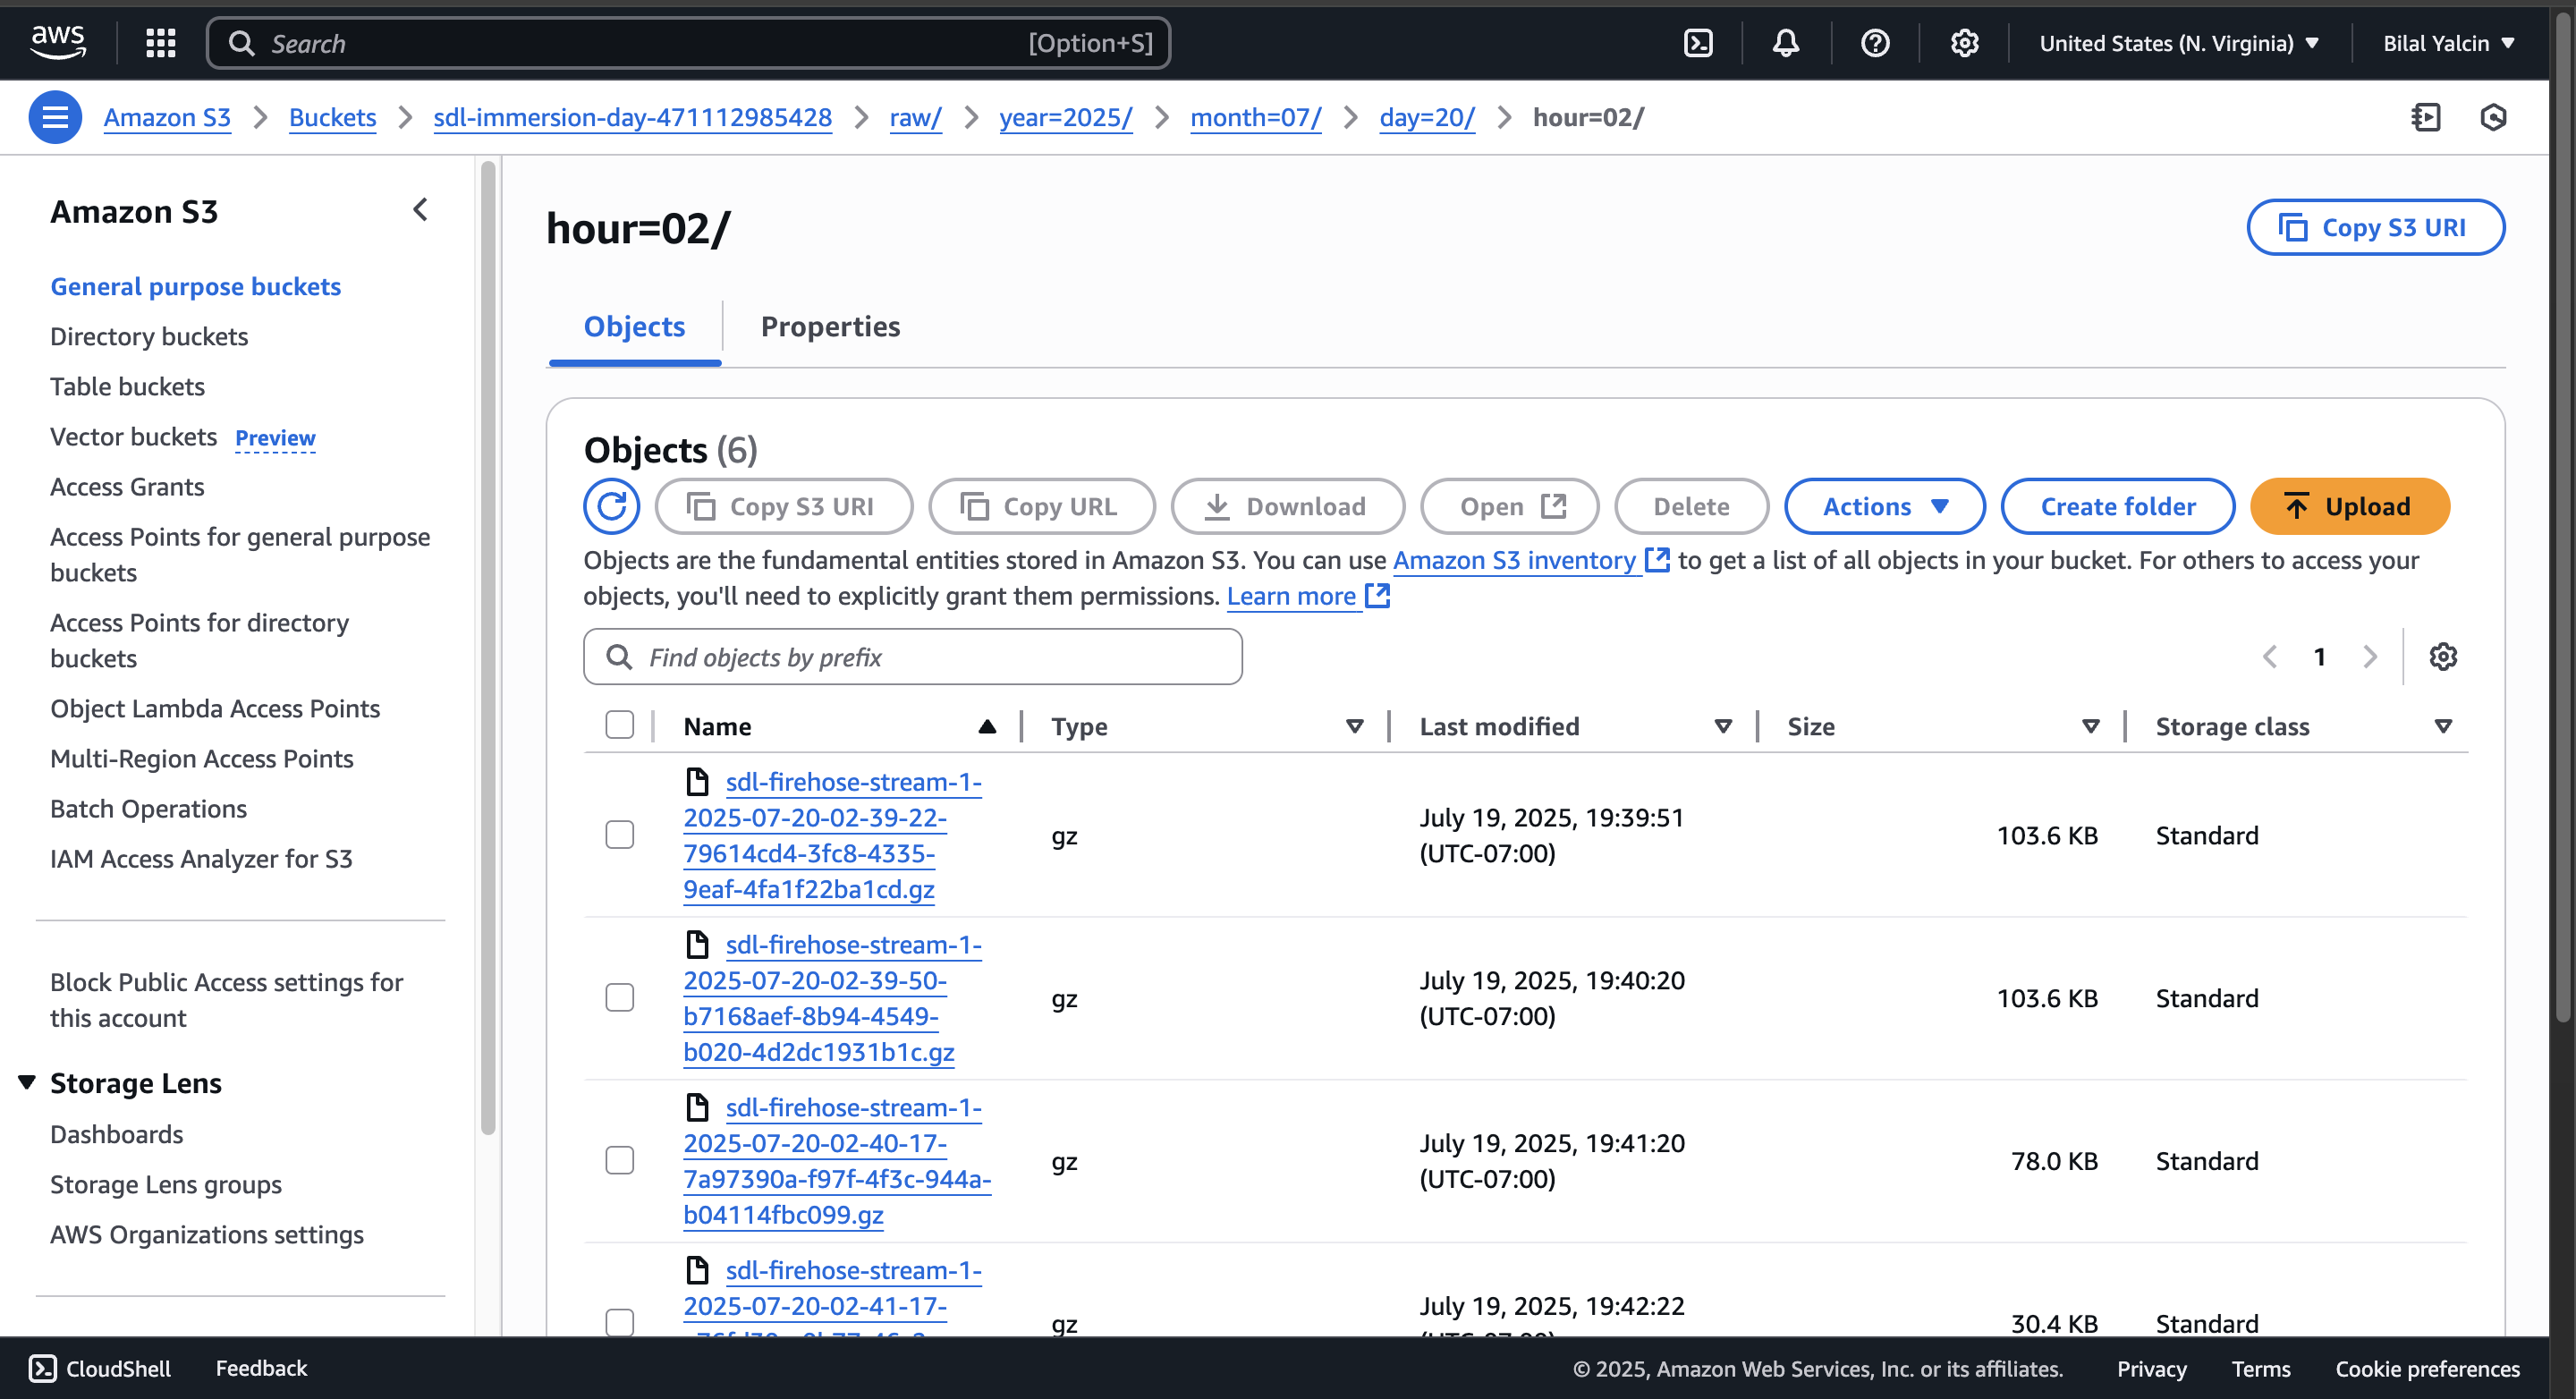 aws
Search
[Option+S]
United States (N. Virginia)
Bilal Yalcin
Amazon S3
Buckets
sdl-immersion-day-471112985428
raw/
year=2025/
month=07/
day=20/
hour=02/
Amazon S3
General purpose buckets
Directory buckets
Table buckets
Vector buckets Preview
Access Grants
Access Points for general purpose
buckets
Access Points for directory
buckets
Object Lambda Access Points
Multi-Region Access Points
Batch Operations
IAM Access Analyzer for S3
Block Public Access settings for
this account
Storage Lens
Dashboards
Storage Lens groups
AWS Organizations settings
hour=02/
Copy S3 URI
Objects
Properties
Objects (6)
Copy S3 URI
Copy URL
Download
Open
Delete
Actions
Create folder
Upload
Objects are the fundamental entities stored in Amazon S3. You can use Amazon S3 inventory to get a list of all objects in your bucket. For others to access your
objects, you'll need to explicitly grant them permissions. Learn more
Find objects by prefix
1
Name
Type
Last modified
Size
Storage class
sdl-firehose-stream-1-
2025-07-20-02-39-22-
79614cd4-3fc8-4335-
9eaf-4fa1f22ba1cd.gz
gz
July 19, 2025, 19:39:51
(UTC-07:00)
103.6 KB
Standard
sdl-firehose-stream-1-
2025-07-20-02-39-50-
b7168aef-8b94-4549-
b020-4d2dc1931b1c.gz
gz
July 19, 2025, 19:40:20
(UTC-07:00)
103.6 KB
Standard
sdl-firehose-stream-1-
2025-07-20-02-40-17-
7a97390a-f97f-4f3c-944a-
b04114fbc099.gz
gz
July 19, 2025, 19:41:20
(UTC-07:00)
78.0 KB
Standard
sdl-firehose-stream-1-
2025-07-20-02-41-17-
gz
July 19, 2025, 19:42:22
(UTC-07:00)
30.4 KB
Standard
CloudShell
Feedback
© 2025, Amazon Web Services, Inc. or its affiliates.
Privacy
Terms
Cookie preferences